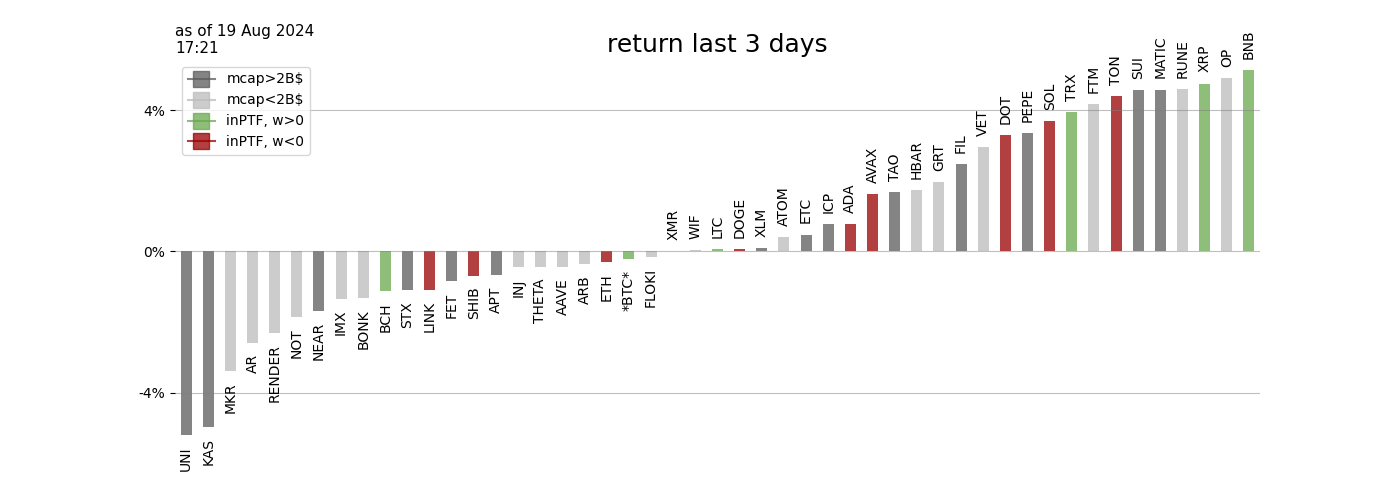 as of 19 Aug 2024
17:21
return last 3 days
mcap>2B$
mcap<2B$
inPTF, w>0
inPTF, w<0
4%
0%
-4%
UNI
KAS
MKR
AR
RENDER
NOT
NEAR
IMX
BONK
BCH
STX
LINK
FET
SHIB
APT
INJ
THETA
AAVE
ARB
ETH
*BTC*
FLOKI
XMR
WIF
LTC
DOGE
XLM
ATOM
ETC
ICP
ADA
AVAX
TAO
HBAR
GRT
FIL
VET
DOT
PEPE
SOL
TRX
FTM
TON
SUI
MATIC
RUNE
XRP
OP
BNB